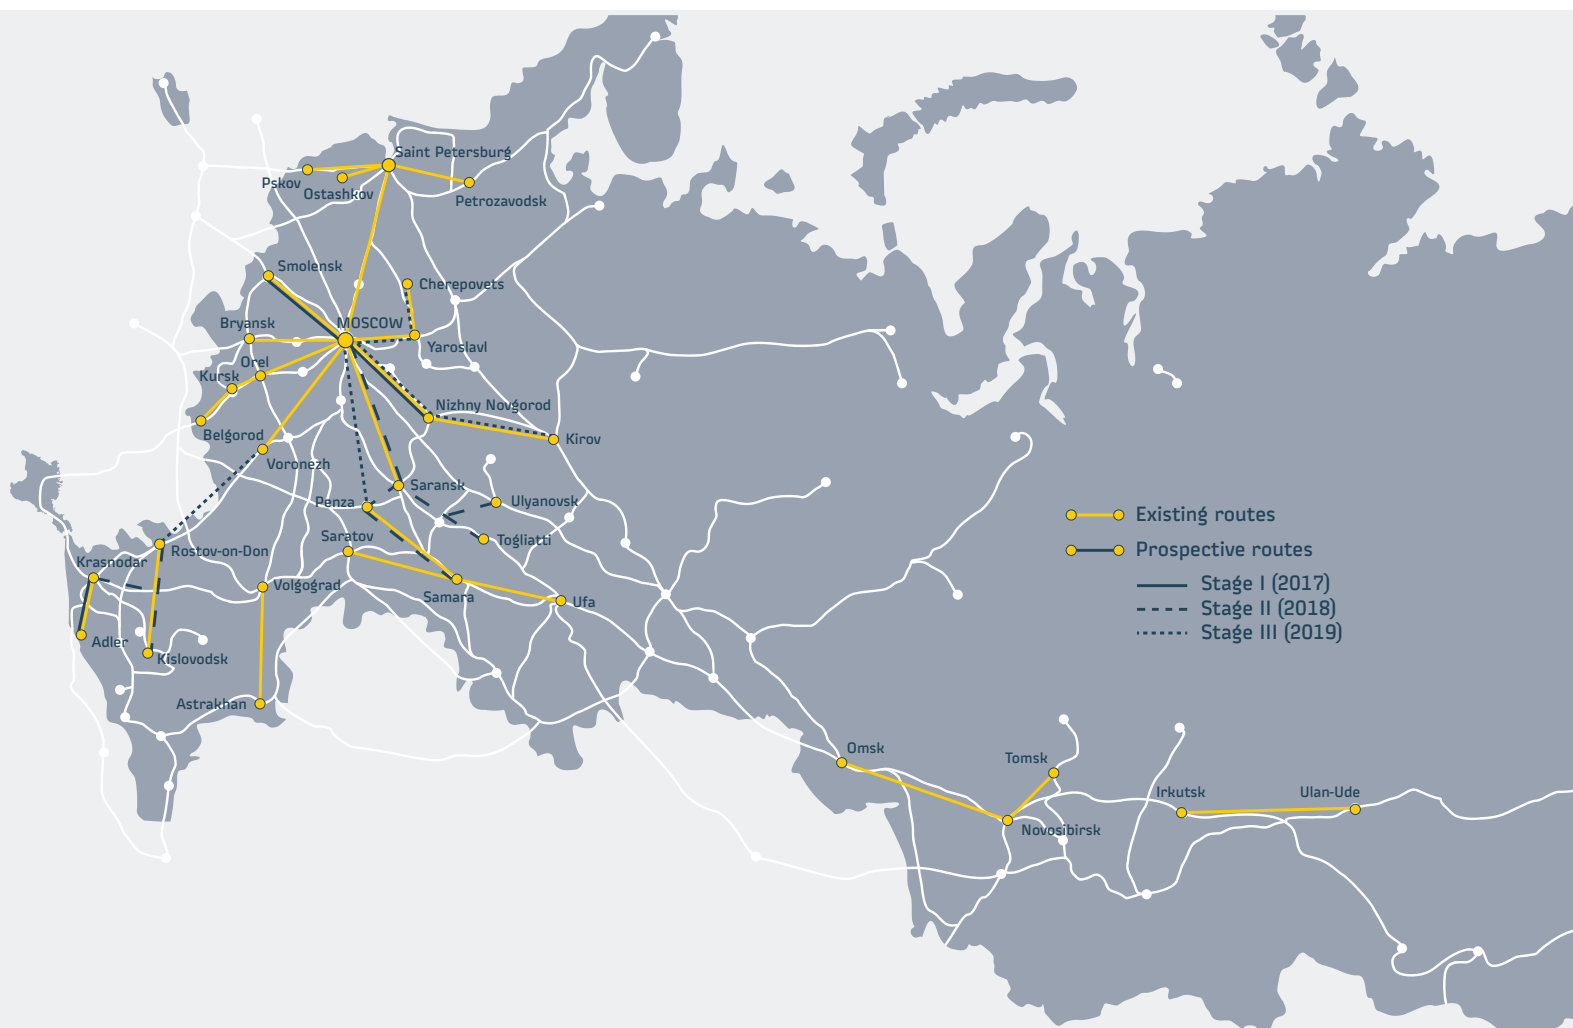 Saint Petersburg
Pskov
Ostashkov
Petrozavodsk
Smolensk
Cherepovets
Bryansk
MOSCOW
Yaroslavl
Orel
Kursk
Nizhny Novgorod
Belgorod
Kirov
Voronezh
Saransk
Penza
Ulyanovsk
Existing routes
Saratov
Togliatti
Rostov-on-Don
Prospective routes
Krasnodar
Volgograd
Stage I (2017)
Samara
Ufa
Stage II (2018)
Adler
Stage III (2019)
Kislovodsk
Astrakhan
Omsk
Tomsk
Irkutsk
Ulan-Ude
Novosibirsk